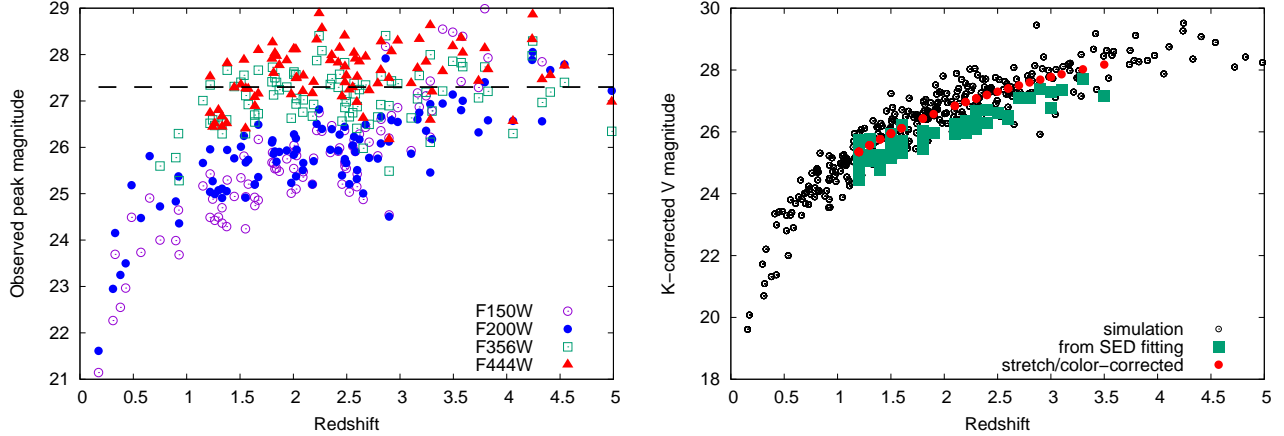 29
28
27
26
25
24
23
22
21
Observed peak magnitude
F150W
F200W
F356W
F444W
0 0.5 1 1.5 2 2.5 3 3.5 4 4.5 5
Redshift
30
28
26
24
22
20
18
K−corrected V magnitude
simulation
from SED fitting
stretch/color−corrected
0 0.5 1 1.5 2 2.5 3 3.5 4 4.5 5
Redshift